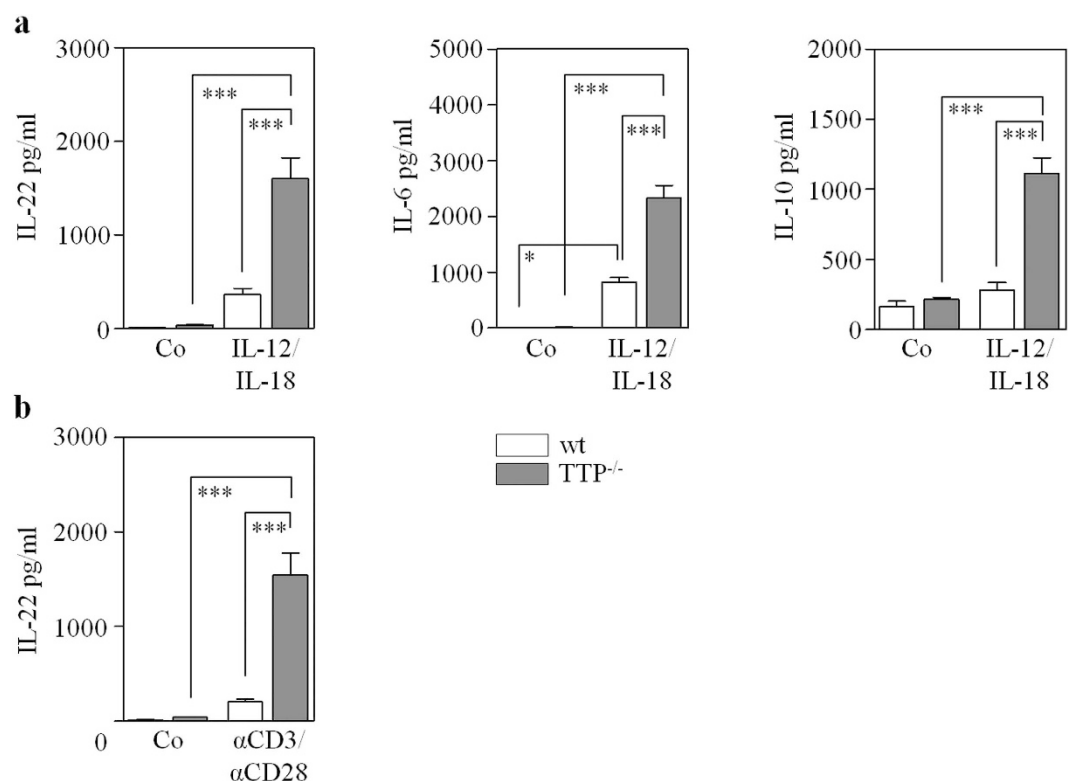 a
3000
2000
1000
0
IL-22 pg/ml
***
***
Co
IL-12/
IL-18
5000
4000
3000
2000
1000
0
IL-6 pg/ml
***
***
*
Co
IL-12/
IL-18
2000
1500
1000
500
0
IL-10 pg/ml
***
***
Co
IL-12/
IL-18
b
3000
2000
1000
0
IL-22 pg/ml
***
***
Co
αCD3/
αCD28
wt
TTP-/-